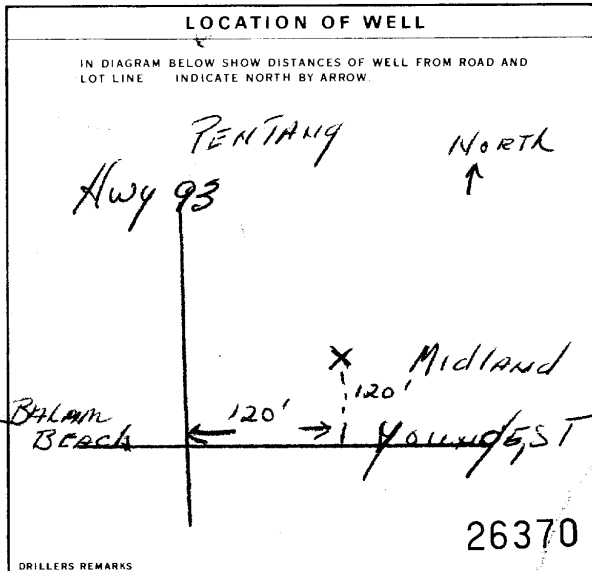 LOCATION OF WELL
IN DIAGRAM BELOW SHOW DISTANCES OF WELL FROM ROAD AND
LOT LINE INDICATE NORTH BY ARROW.
PENTANG
NORTH
Hwy 93
X
MIDLAND
120'
120'
BALAM
BEACH
ST
26370
DRILLERS REMARKS